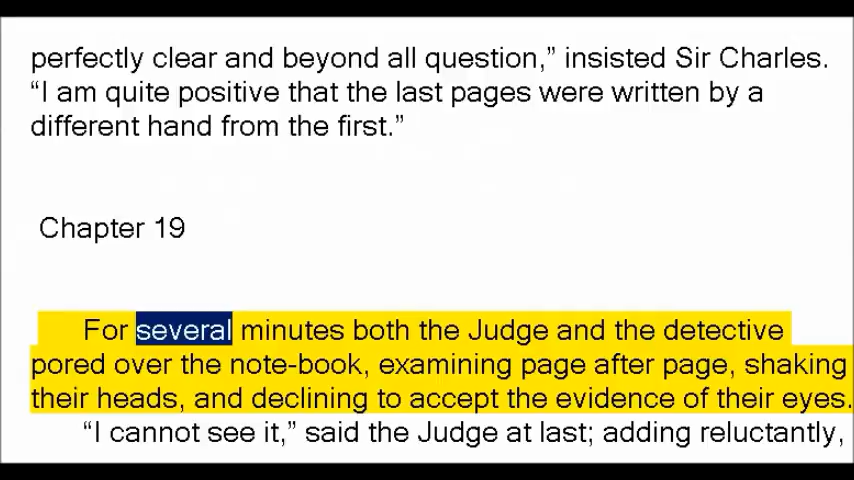 perfectly clear and beyond all question,” insisted Sir Charles.
“I am quite positive that the last pages were written by a
different hand from the first.”
Chapter 19
For several minutes both the Judge and the detective
pored over the note-book, examining page after page, shaking
their heads, and declining to accept the evidence of their eyes.
“I cannot see it,” said the Judge at last; adding reluctantly,